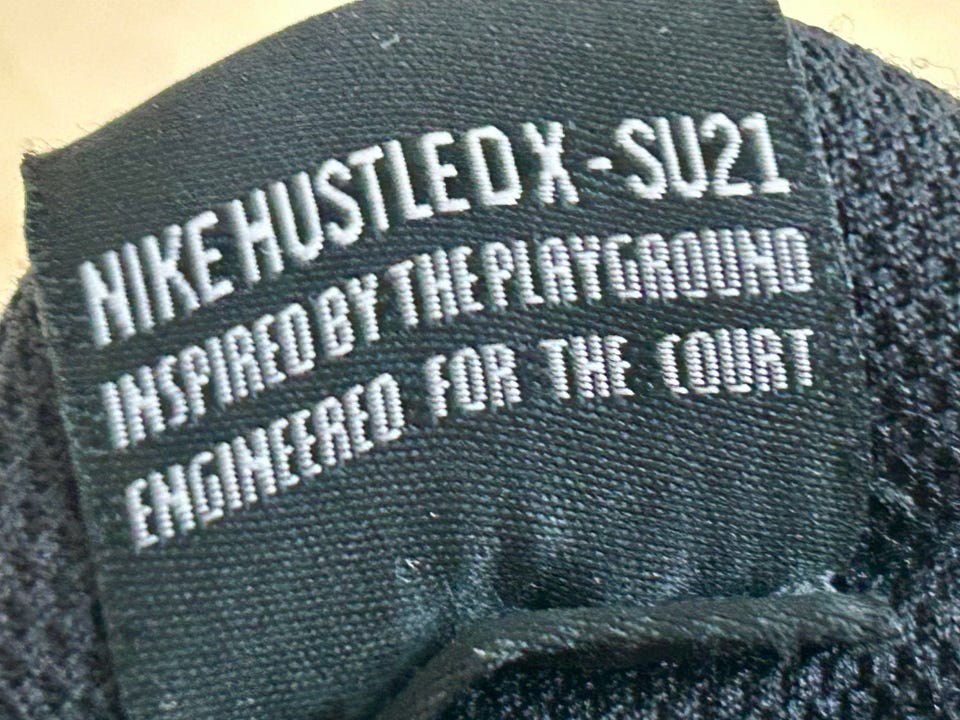 NIKE HUSTLE D X - SU21
INSPIRED BY THE PLAYGROUND
ENGINEERED FOR THE COURT